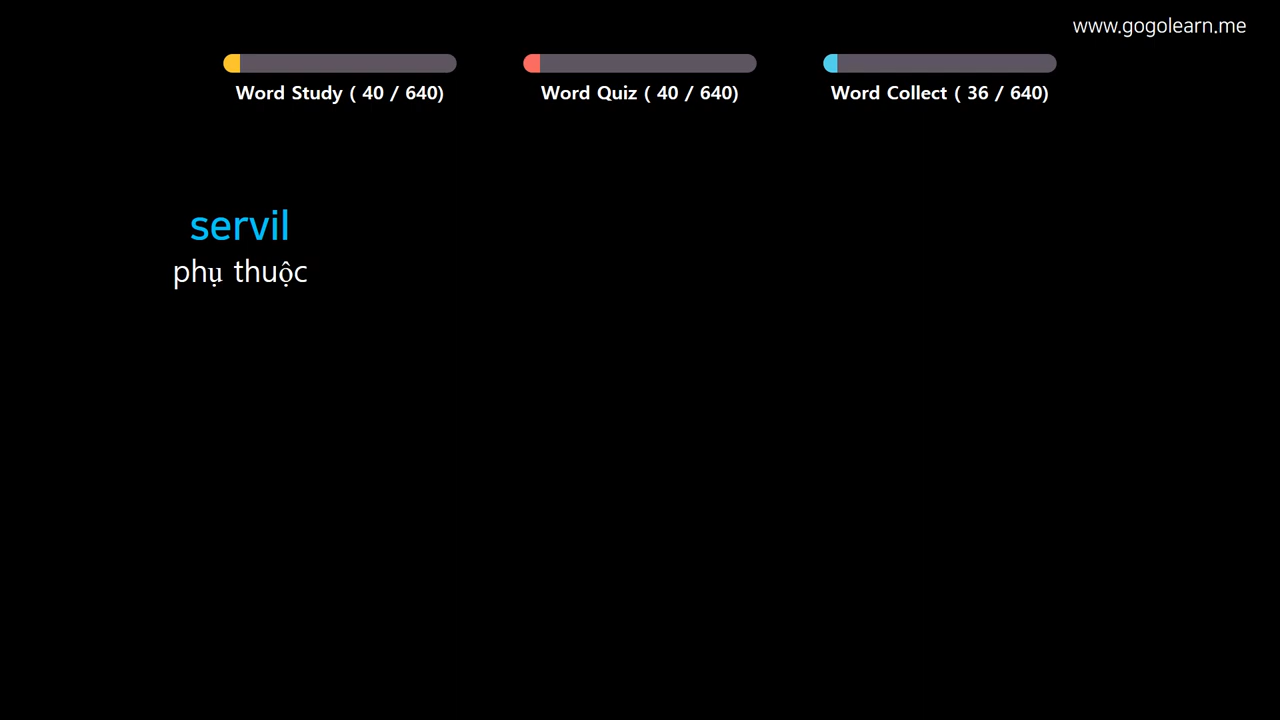 www.gogolearn.me
Word Study ( 40 / 640)
Word Quiz ( 40 / 640)
Word Collect ( 36 / 640)
servil
phụ thuộc